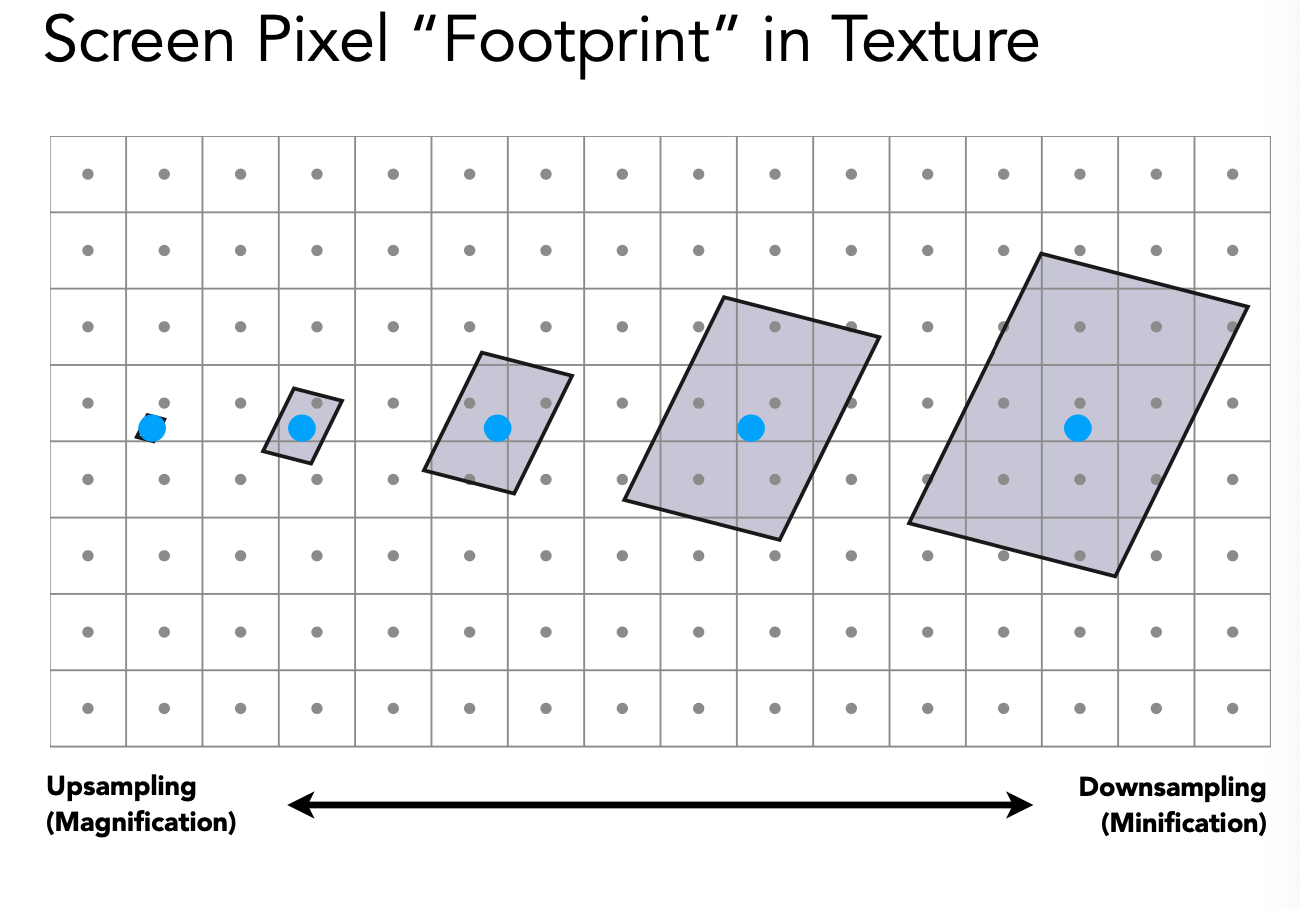 Screen Pixel “Footprint” in Texture
Upsampling
(Magnification)
Downsampling
(Minification)